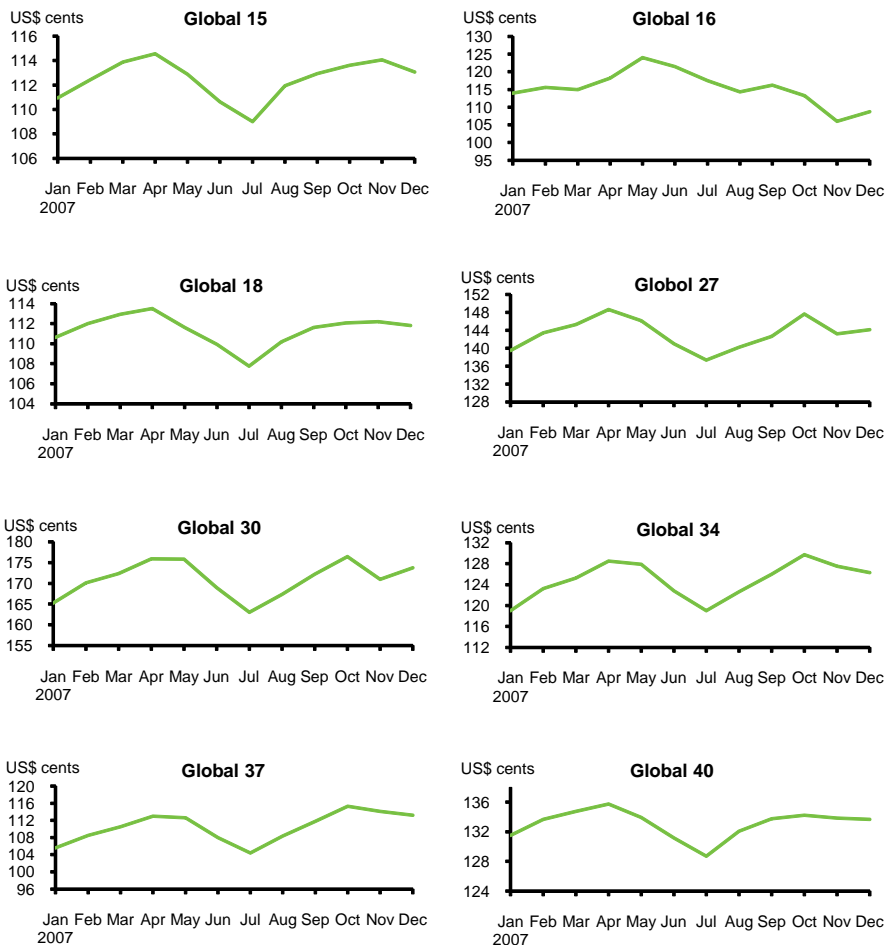 US$ cents
Global 15
116
114
112
110
108
106
Jan Feb Mar Apr May Jun Jul Aug Sep Oct Nov Dec
2007
US$ cents
Global 16
130
125
120
115
110
105
100
95
Jan Feb Mar Apr May Jun Jul Aug Sep Oct Nov Dec
2007
US$ cents
Global 18
114
112
110
108
106
104
Jan Feb Mar Apr May Jun Jul Aug Sep Oct Nov Dec
2007
US$ cents
Globol 27
152
148
144
140
136
132
128
Jan Feb Mar Apr May Jun Jul Aug Sep Oct Nov Dec
2007
US$ cents
Global 30
180
175
170
165
160
155
Jan Feb Mar Apr May Jun Jul Aug Sep Oct Nov Dec
2007
US$ cents
Global 34
132
128
124
120
116
112
Jan Feb Mar Apr May Jun Jul Aug Sep Oct Nov Dec
2007
US$ cents
Global 37
120
116
112
108
104
100
96
Jan Feb Mar Apr May Jun Jul Aug Sep Oct Nov Dec
2007
US$ cents
Global 40
136
132
128
124
Jan Feb Mar Apr May Jun Jul Aug Sep Oct Nov Dec
2007